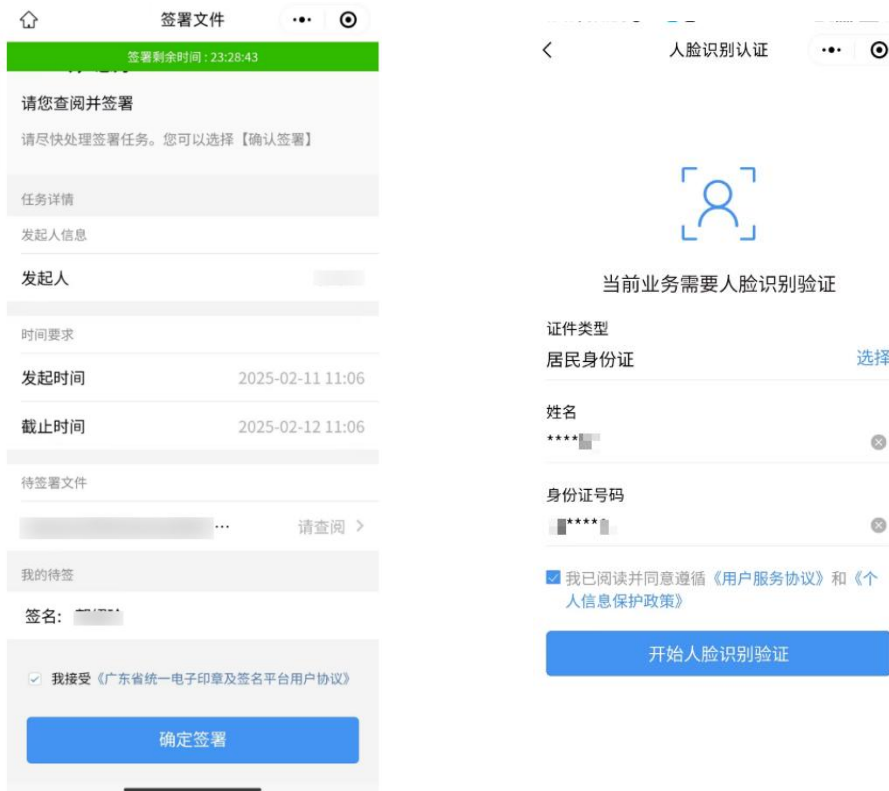 签署文件
签署剩余时间 : 23:28:43
请您查阅并签署
请尽快处理签署任务。您可以选择【确认签署】
任务详情
发起人信息
发起人
时间要求
发起时间 2025-02-11 11:06
截止时间 2025-02-12 11:06
待签署文件
... 请查阅 >
我的待签
签名:
我接受《广东省统一电子印章及签名平台用户协议》
确定签署
人脸识别认证
当前业务需要人脸识别验证
证件类型
居民身份证 选择
姓名
****
身份证号码
****
我已阅读并同意遵循《用户服务协议》和《个
人信息保护政策》
开始人脸识别验证